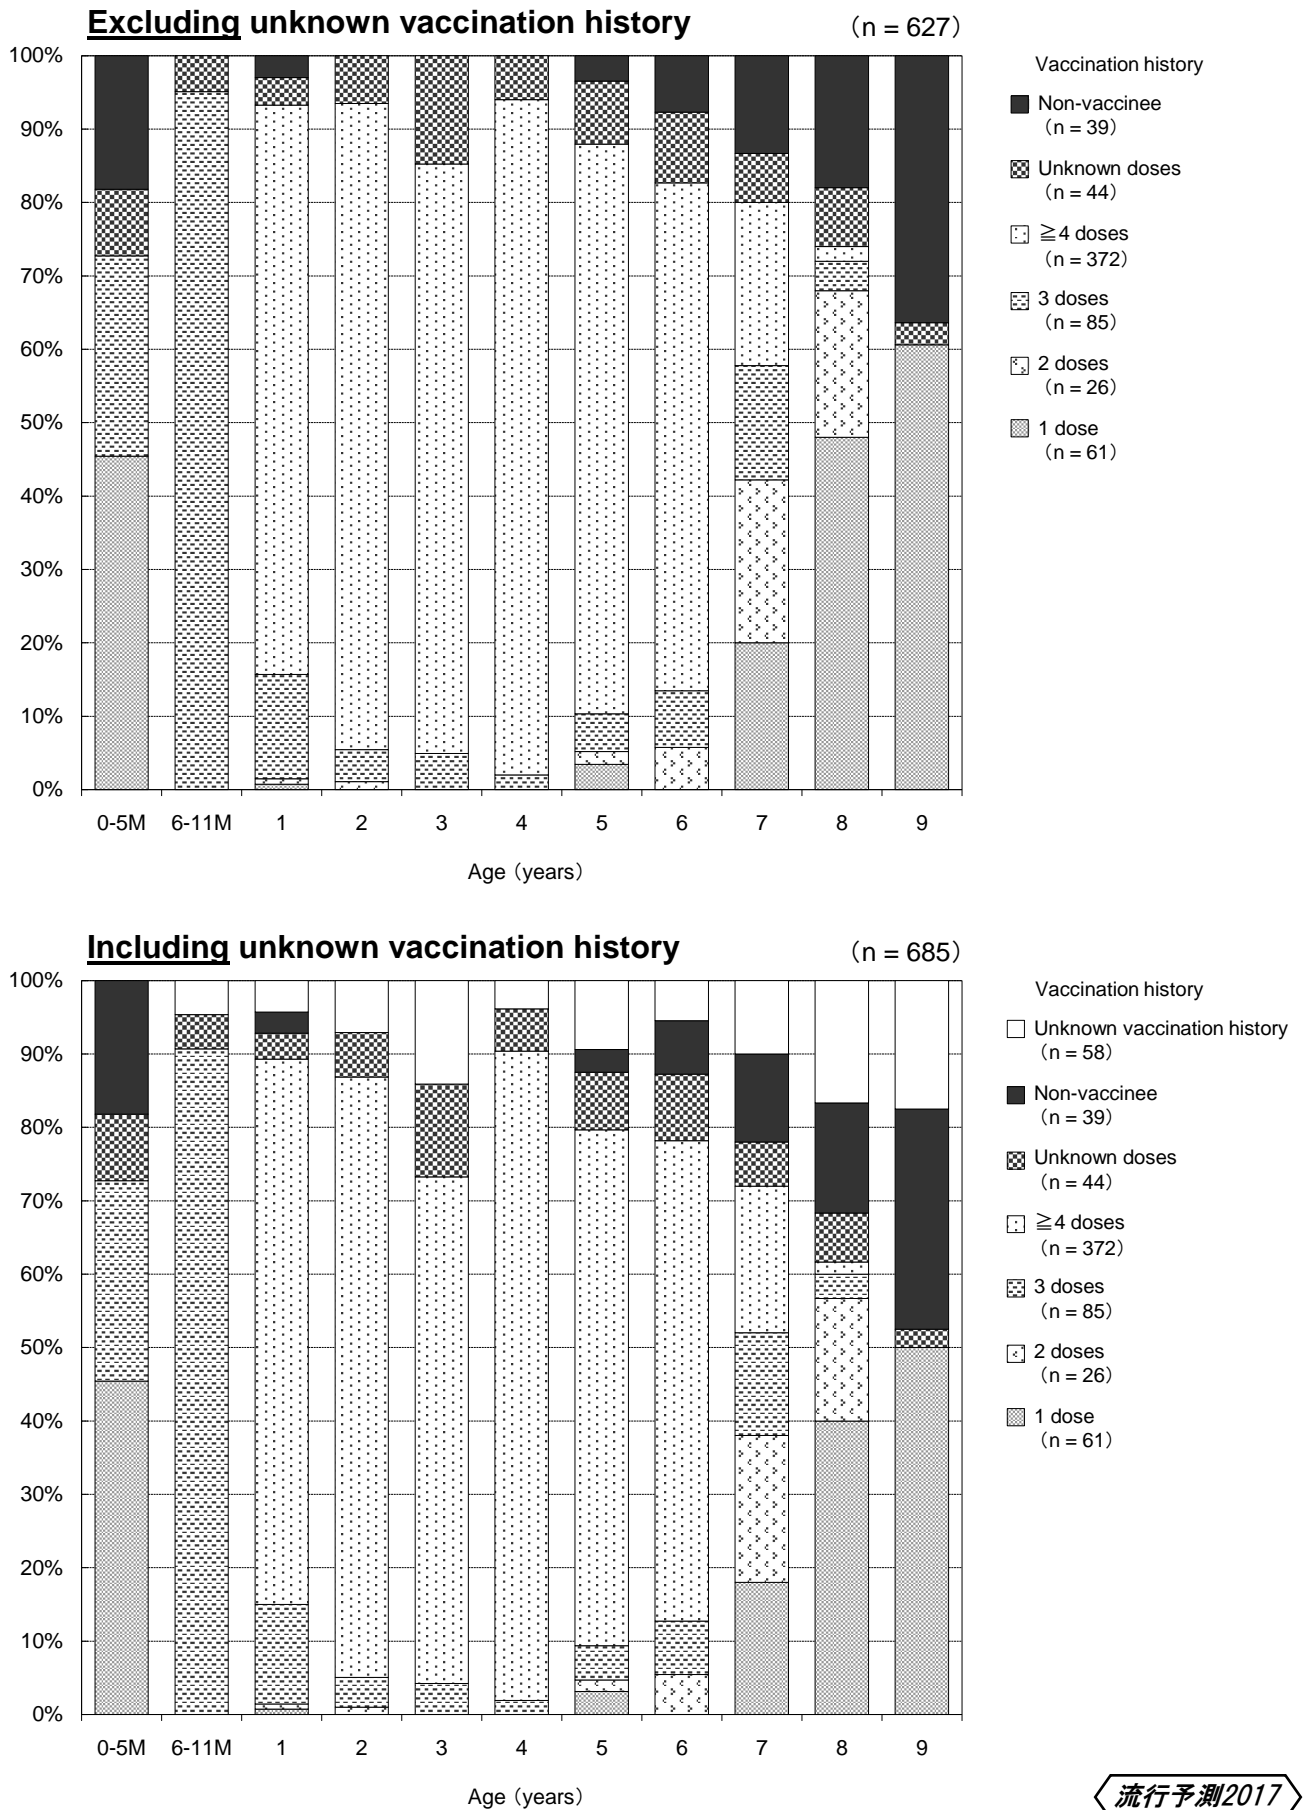 Excluding unknown vaccination history （n = 627）
100%
90%
80%
70%
60%
50%
40%
30%
20%
10%
0%
0-5M 6-11M 1 2 3 4 5 6 7 8 9
Age（years）
Vaccination history
Non-vaccinee
（n = 39）
Unknown doses
（n = 44）
≧4 doses
（n = 372）
3 doses
（n = 85）
2 doses
（n = 26）
1 dose
（n = 61）
Including unknown vaccination history （n = 685）
100%
90%
80%
70%
60%
50%
40%
30%
20%
10%
0%
0-5M 6-11M 1 2 3 4 5 6 7 8 9
Age（years）
Vaccination history
Unknown vaccination history
（n = 58）
Non-vaccinee
（n = 39）
Unknown doses
（n = 44）
≧4 doses
（n = 372）
3 doses
（n = 85）
2 doses
（n = 26）
1 dose
（n = 61）
流行予測2017